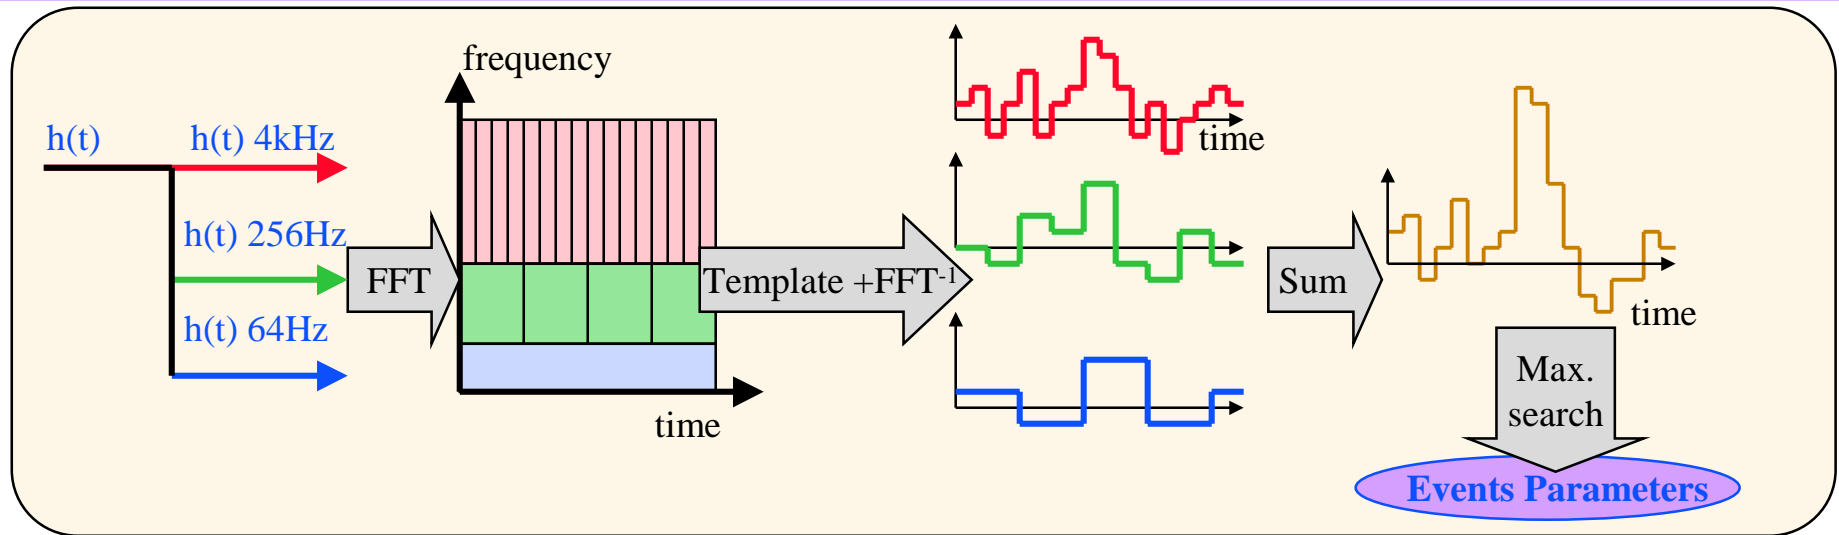 frequency
h(t)
h(t) 4kHz
h(t) 256Hz
h(t) 64Hz
FFT
time
Template +FFT-1
time
Sum
time
Max.
search
Events Parameters